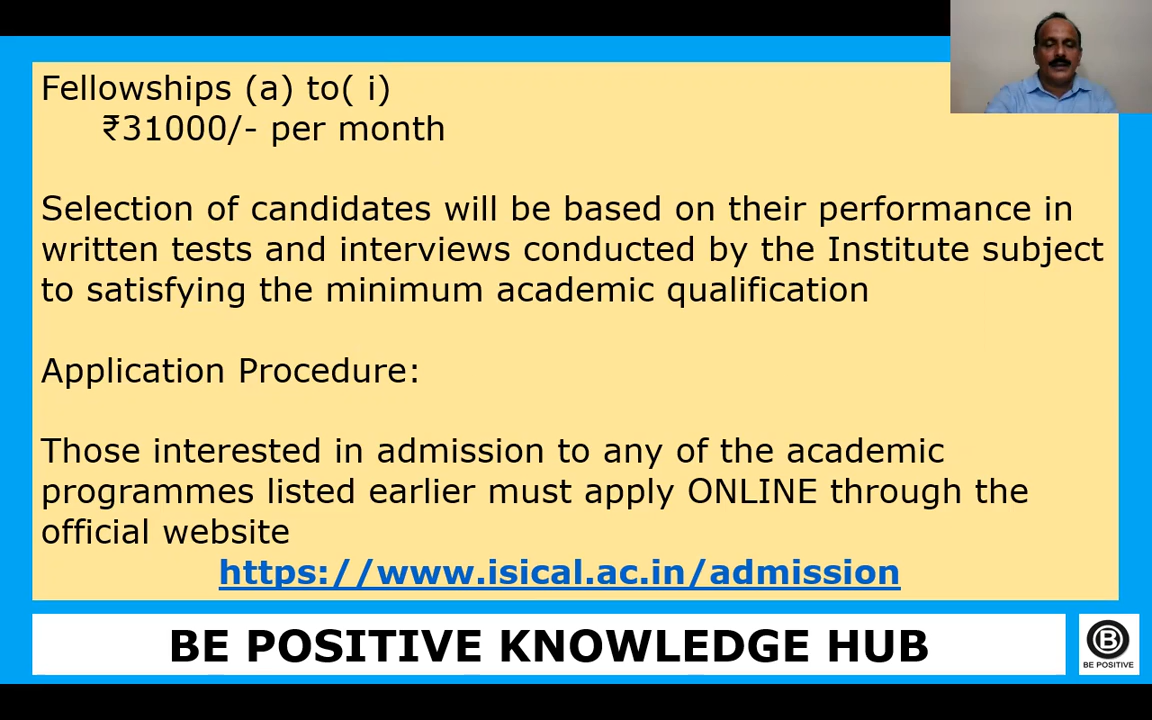 Fellowships (a) to( i)
₹31000/- per month
Selection of candidates will be based on their performance in
written tests and interviews conducted by the Institute subject
to satisfying the minimum academic qualification
Application Procedure:
Those interested in admission to any of the academic
programmes listed earlier must apply ONLINE through the
official website
https://www.isical.ac.in/admission
BE POSITIVE KNOWLEDGE HUB
B
BE POSITIVE